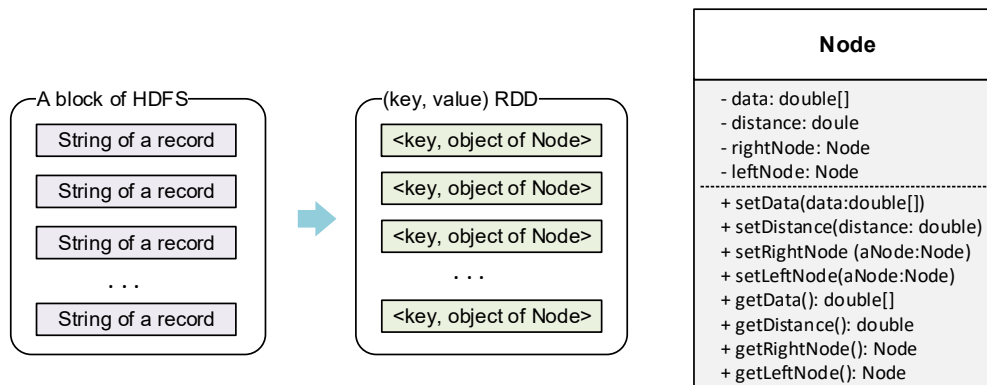 A block of HDFS
String of a record
String of a record
String of a record
. . .
String of a record
(key, value) RDD
<key, object of Node>
<key, object of Node>
<key, object of Node>
. . .
<key, object of Node>
Node
- data: double[]
- distance: doule
- rightNode: Node
- leftNode: Node
+ setData(data:double[])
+ setDistance(distance: double)
+ setRightNode (aNode:Node)
+ setLeftNode(aNode:Node)
+ getData(): double[]
+ getDistance(): double
+ getRightNode(): Node
+ getLeftNode(): Node